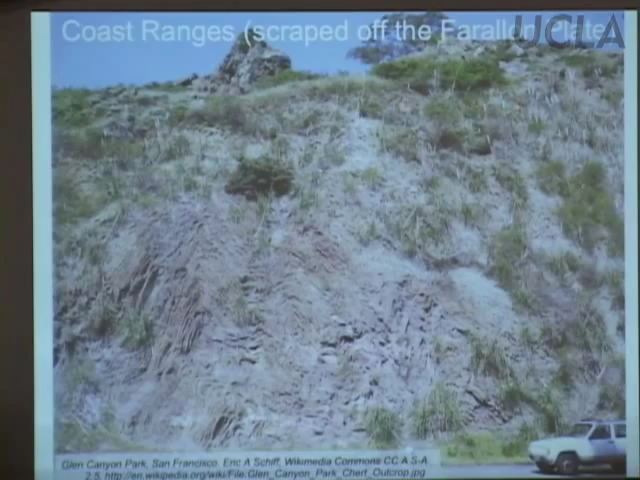 Coast Ranges (scraped off the Farallon Plate)
UCLA
Glen Canyon Park, San Francisco. Eric A Schiff, Wikimedia Commons CC A S-A
2.5, http://en.wikipedia.org/wiki/File:Glen_Canyon_Park_Chert_Outcrop.jpg